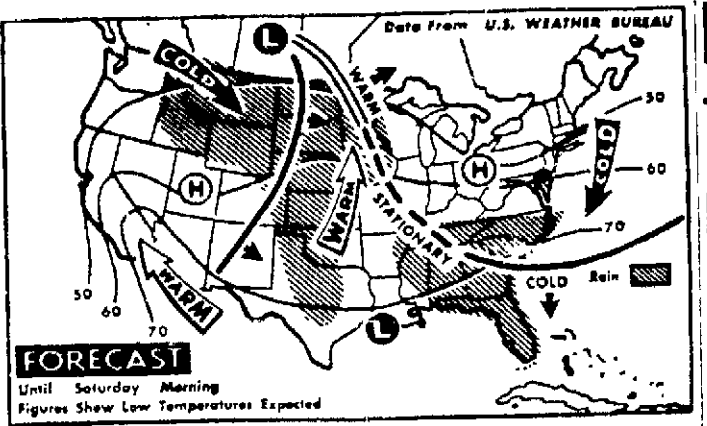 Data From U.S. WEATHER BUREAU
L
COLD
WARM
50
COLD
H
H
60
WARM
STATIONARY
70
WARM
COLD
Rain
50
60
70
L
FORECAST
Until Saturday Morning
Figures Show Low Temperatures Expected